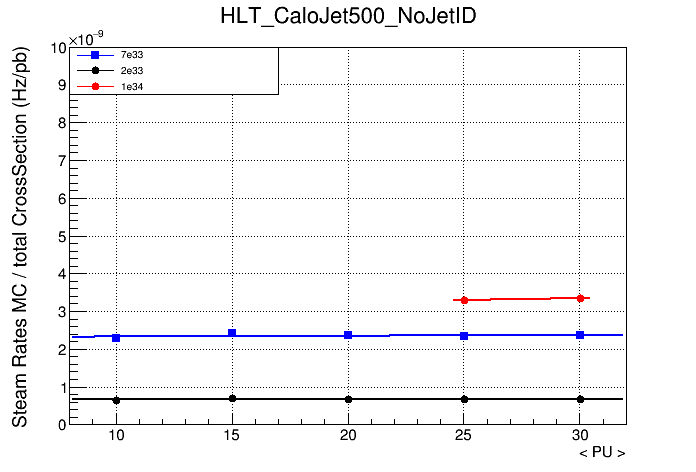 HLT_CaloJet500_NoJetID
×10⁻⁹
Steam Rates MC / total CrossSection (Hz/pb)
10
9
8
7
6
5
4
3
2
1
0
7e33
2e33
1e34
10 15 20 25 30
< PU >